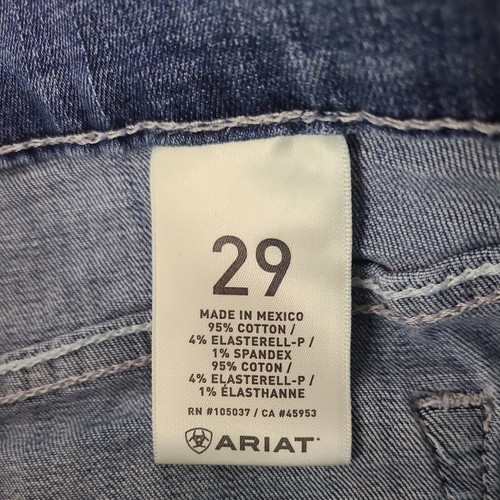 29
MADE IN MEXICO
95% COTTON /
4% ELASTERELL-P /
1% SPANDEX
95% COTON /
4% ELASTERELL-P /
1% ÉLASTHANNE
RN #105037 / CA #45953
ARIAT